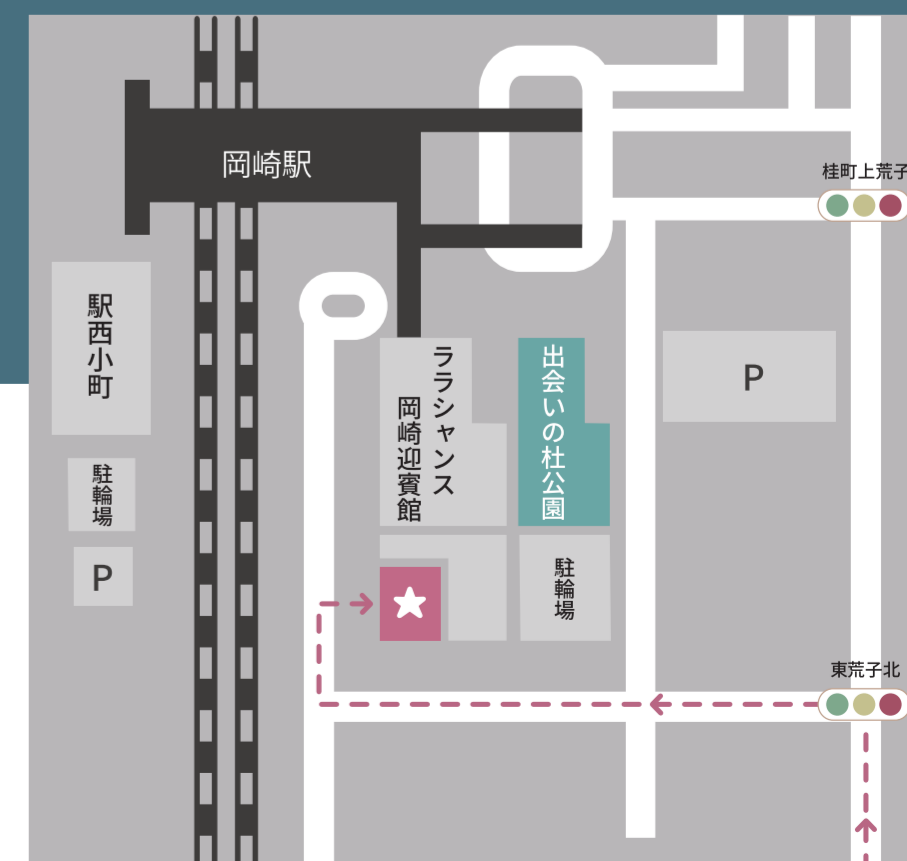 岡崎駅
桂町上荒子
駅西小町
ララシャンス
岡崎迎賓館
出会いの杜公園
P
駐輪場
P
駐輪場
東荒子北